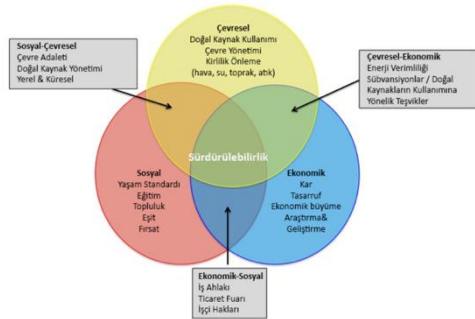 Çevresel
Doğal Kaynak Kullanımı
Çevre Yönetimi
Kirlilik Önleme
(hava, su, toprak, atık)
Sosyal-Çevresel
Çevre Adaleti
Doğal Kaynak Yönetimi
Yerel & Küresel
Çevresel-Ekonomik
Enerji Verimliliği
Sübvansiyonlar / Doğal
Kaynakların Kullanımına
Yönelik Teşvikler
Sürdürülebilirlik
Sosyal
Yaşam Standardı
Eğitim
Topluluk
Eşit
Fırsat
Ekonomik
Kar
Tasarruf
Ekonomik büyüme
Araştırma&
Geliştirme
Ekonomik-Sosyal
İş Ahlakı
Ticaret Fuarı
İşçi Hakları